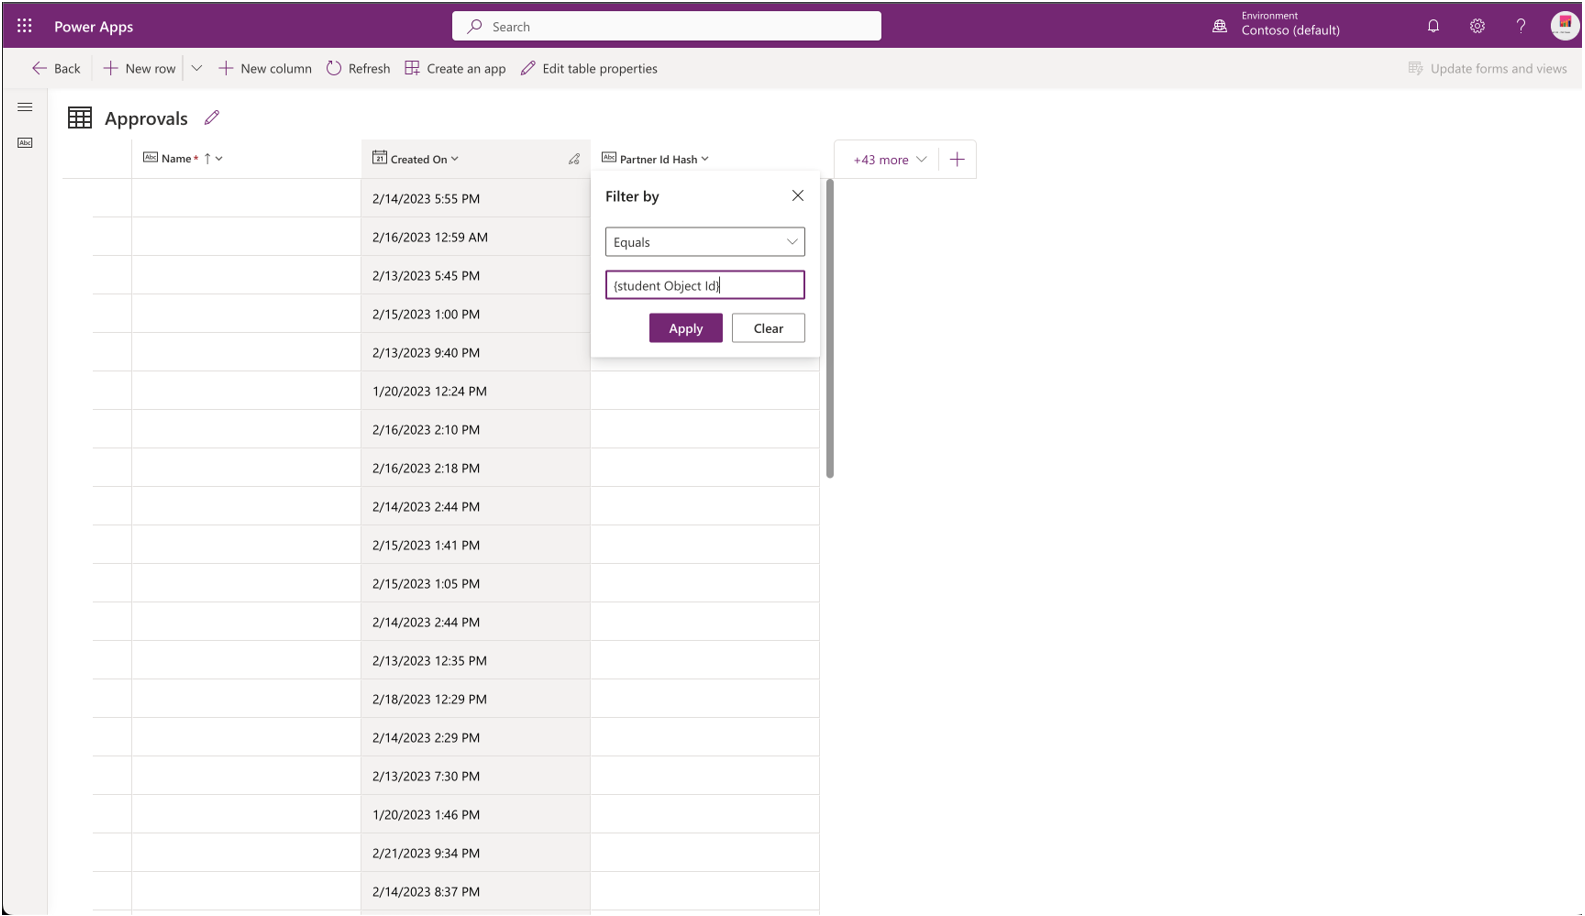 Power Apps
Search
Environment
Contoso (default)
?
Back
New row
New column
Refresh
Create an app
Edit table properties
Update forms and views
Approvals
Abc
Abc Name * ↑
21 Created On
Abc Partner Id Hash
+43 more
Filter by
Equals
{student Object Id}
Apply
Clear
2/14/2023 5:55 PM
2/16/2023 12:59 AM
2/13/2023 5:45 PM
2/15/2023 1:00 PM
2/13/2023 9:40 PM
1/20/2023 12:24 PM
2/16/2023 2:10 PM
2/16/2023 2:18 PM
2/14/2023 2:44 PM
2/15/2023 1:41 PM
2/15/2023 1:05 PM
2/14/2023 2:44 PM
2/13/2023 12:35 PM
2/18/2023 12:29 PM
2/14/2023 2:29 PM
2/13/2023 7:30 PM
1/20/2023 1:46 PM
2/21/2023 9:34 PM
2/14/2023 8:37 PM